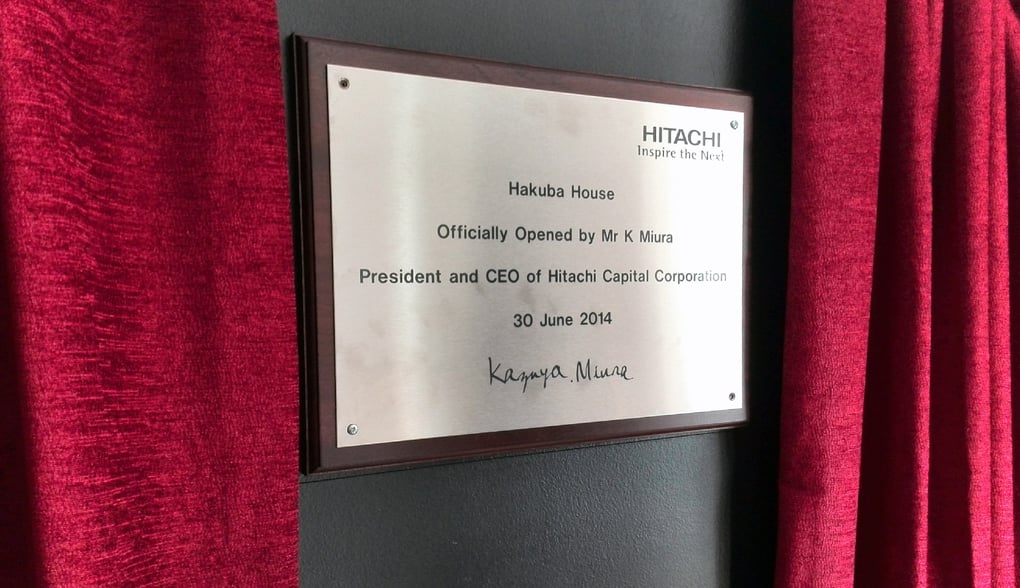 HITACHI
Inspire the Next
Hakuba House
Officially Opened by Mr K Miura
President and CEO of Hitachi Capital Corporation
30 June 2014
Kazuya.Miura